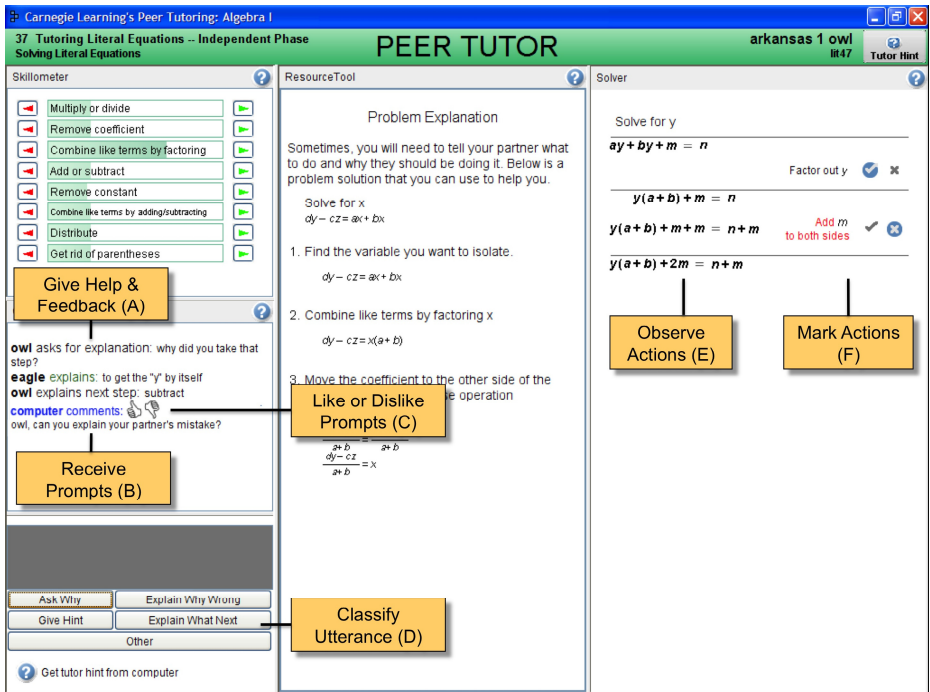 Carnegie Learning's Peer Tutoring: Algebra I
37 Tutoring Literal Equations -- Independent Phase
Solving Literal Equations
PEER TUTOR
arkansas 1 owl
lit47
Tutor Hint
Skillometer
Multiply or divide
Remove coefficient
Combine like terms by factoring
Add or subtract
Remove constant
Combine like terms by adding/subtracting
Distribute
Get rid of parentheses
Give Help &
Feedback (A)
owl asks for explanation: why did you take that
step?
eagle explains: to get the "y" by itself
owl explains next step: subtract
computer comments:
owl, can you explain your partner's mistake?
Receive
Prompts (B)
Ask Why
Explain Why Wrong
Give Hint
Explain What Next
Other
Get tutor hint from computer
ResourceTool
Problem Explanation
Sometimes, you will need to tell your partner what
to do and why they should be doing it. Below is a
problem solution that you can use to help you.
Solve for x
dy – cz = ax + bx
1. Find the variable you want to isolate.
dy – cz = ax + bx
2. Combine like terms by factoring x
dy – cz = x(a + b)
3. Move the coefficient to the other side of the
operation
Like or Dislike
Prompts (C)
a + b = a + b
dy – cz
a + b = x
Classify
Utterance (D)
Solver
Solve for y
ay + by + m = n
Factor out y
y(a + b) + m = n
y(a + b) + m + m = n + m
Add m
to both sides
y(a + b) + 2m = n + m
Observe
Actions (E)
Mark Actions
(F)